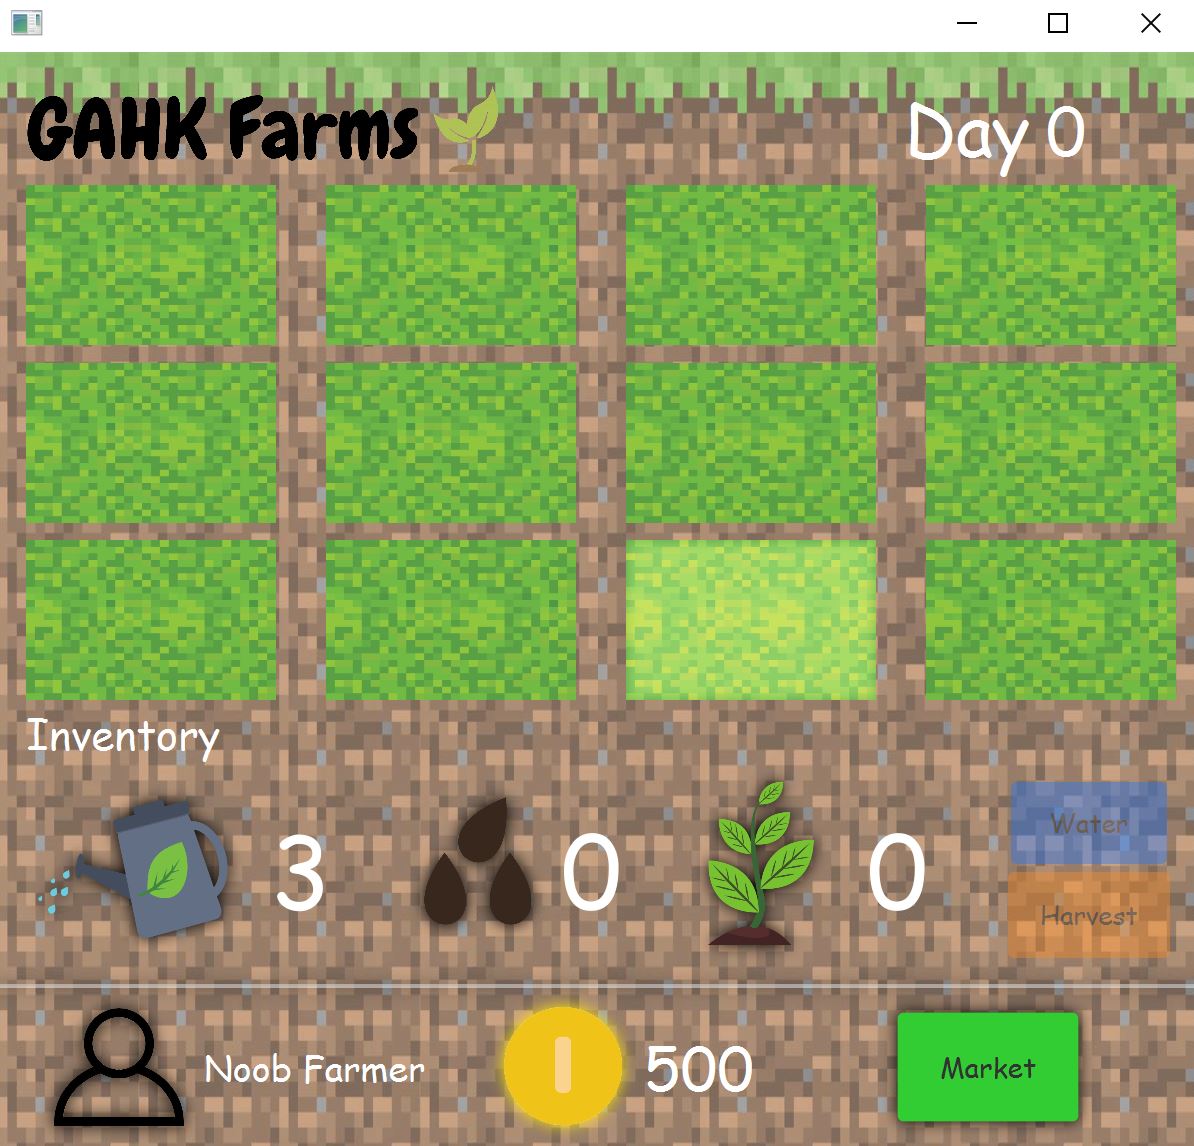 GAHK Farms
Day 0
Inventory
3
0
0
Water
Harvest
Noob Farmer
500
Market